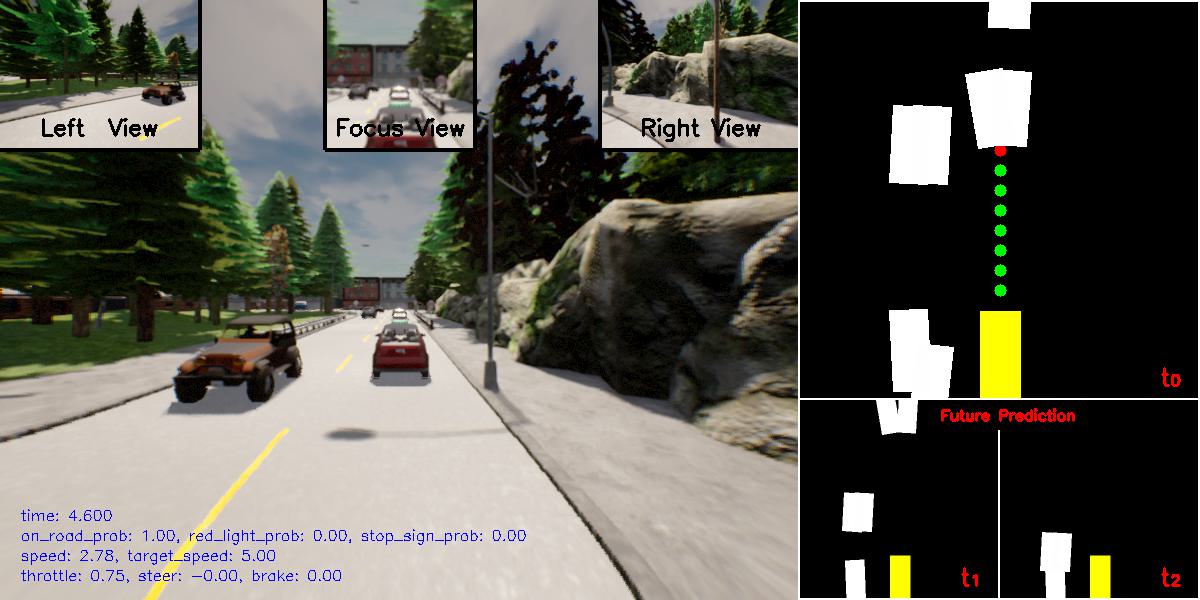 Left View
Focus View
Right View
t0
Future Prediction
t1
t2
time: 4.600
on_road_prob: 1.00, red_light_prob: 0.00, stop_sign_prob: 0.00
speed: 2.78, target_speed: 5.00
throttle: 0.75, steer: −0.00, brake: 0.00